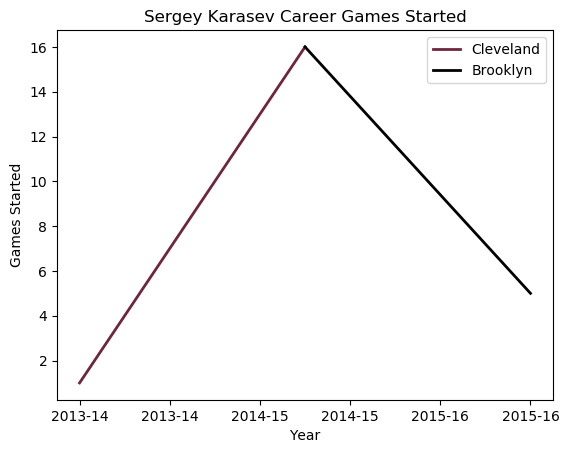 Sergey Karasev Career Games Started
Cleveland
Brooklyn
16
14
12
10
8
6
4
2
Games Started
2013-14 2013-14 2014-15 2014-15 2015-16 2015-16
Year